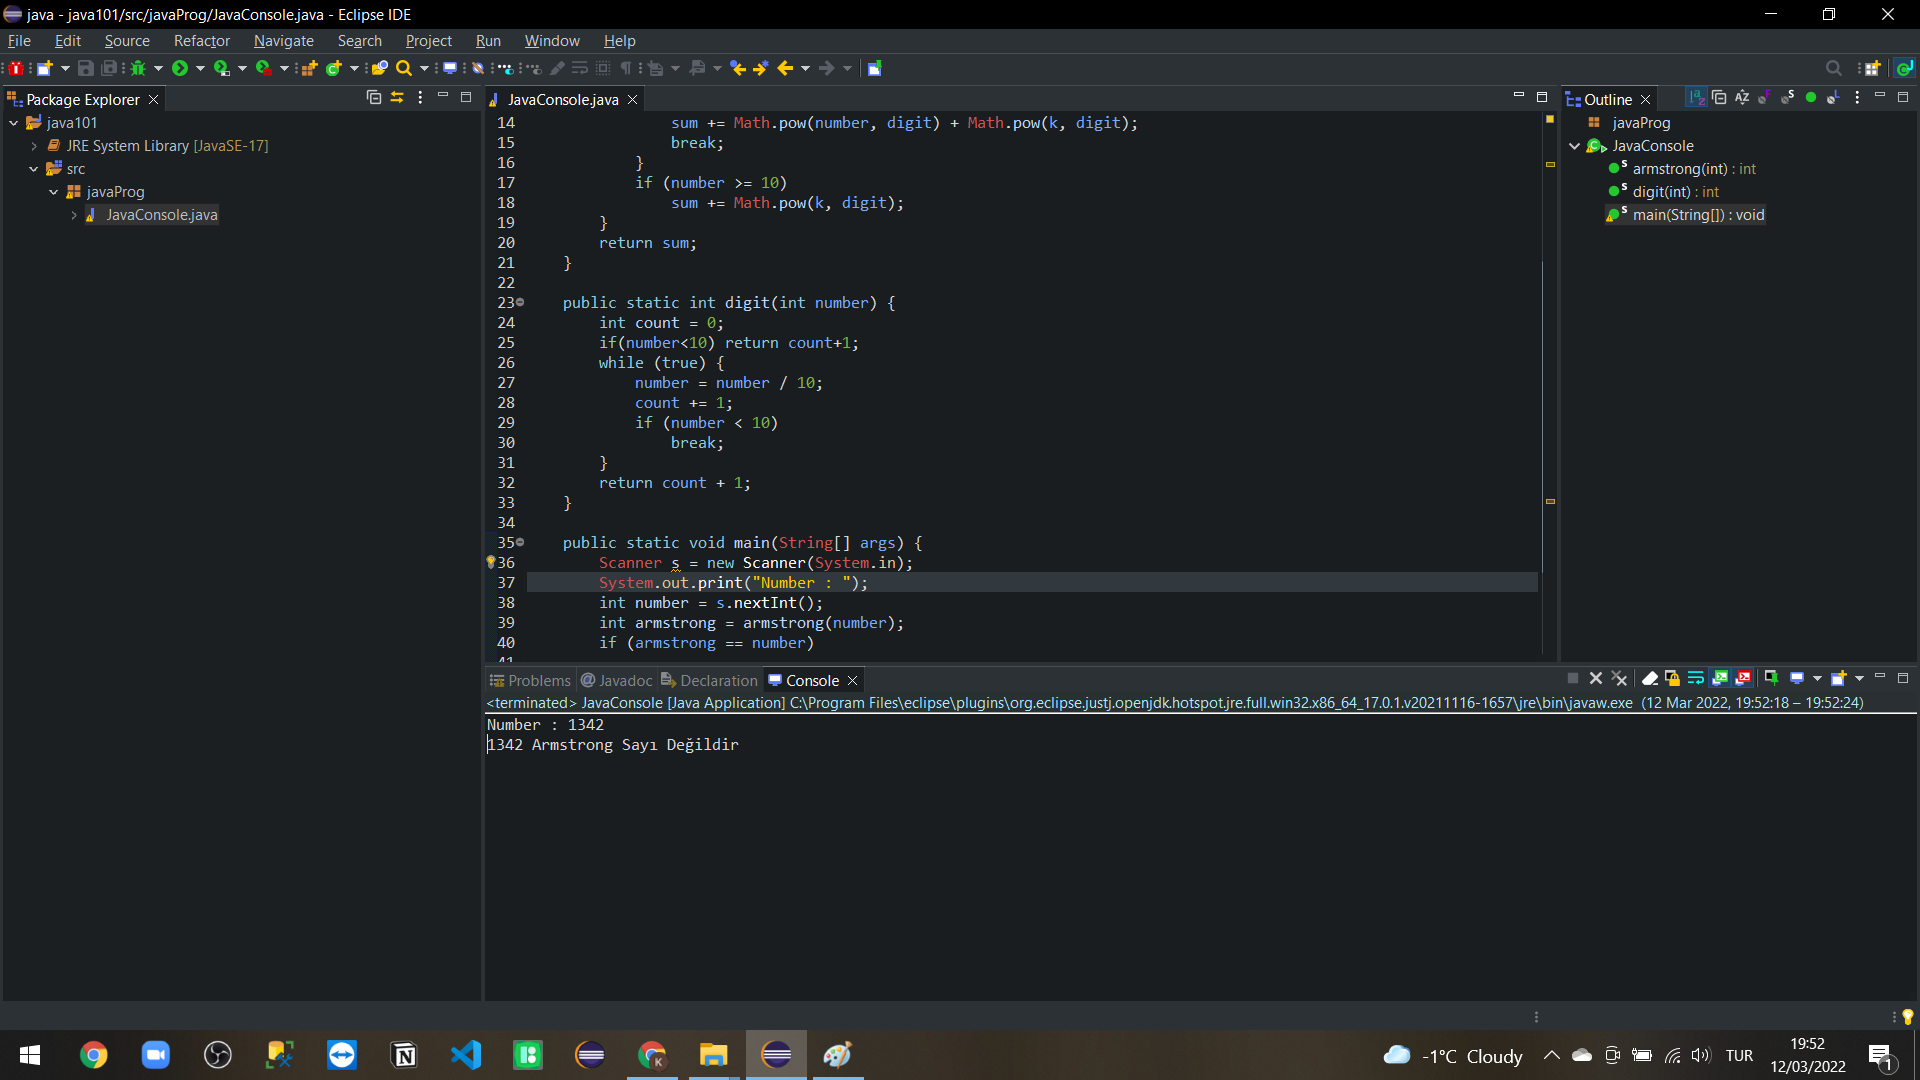 java - java101/src/javaProg/JavaConsole.java - Eclipse IDE
File Edit Source Refactor Navigate Search Project Run Window Help
Package Explorer
java101
JRE System Library [JavaSE-17]
src
javaProg
JavaConsole.java
JavaConsole.java
14 sum += Math.pow(number, digit) + Math.pow(k, digit);
15 break;
16 }
17 if (number >= 10)
18 sum += Math.pow(k, digit);
19 }
20 return sum;
21 }
22
23 public static int digit(int number) {
24 int count = 0;
25 if(number<10) return count+1;
26 while (true) {
27 number = number / 10;
28 count += 1;
29 if (number < 10)
30 break;
31 }
32 return count + 1;
33 }
34
35 public static void main(String[] args) {
36 Scanner s = new Scanner(System.in);
37 System.out.print("Number : ");
38 int number = s.nextInt();
39 int armstrong = armstrong(number);
40 if (armstrong == number)
41
Outline
javaProg
JavaConsole
armstrong(int) : int
digit(int) : int
main(String[]) : void
Problems Javadoc Declaration Console
<terminated> JavaConsole [Java Application] C:\Program Files\eclipse\plugins\org.eclipse.justj.openjdk.hotspot.jre.full.win32.x86_64_17.0.1.v20211116-1657\jre\bin\javaw.exe (12 Mar 2022, 19:52:18 – 19:52:24)
Number : 1342
1342 Armstrong Sayı Değildir
-1°C Cloudy
TUR
19:52
12/03/2022
1